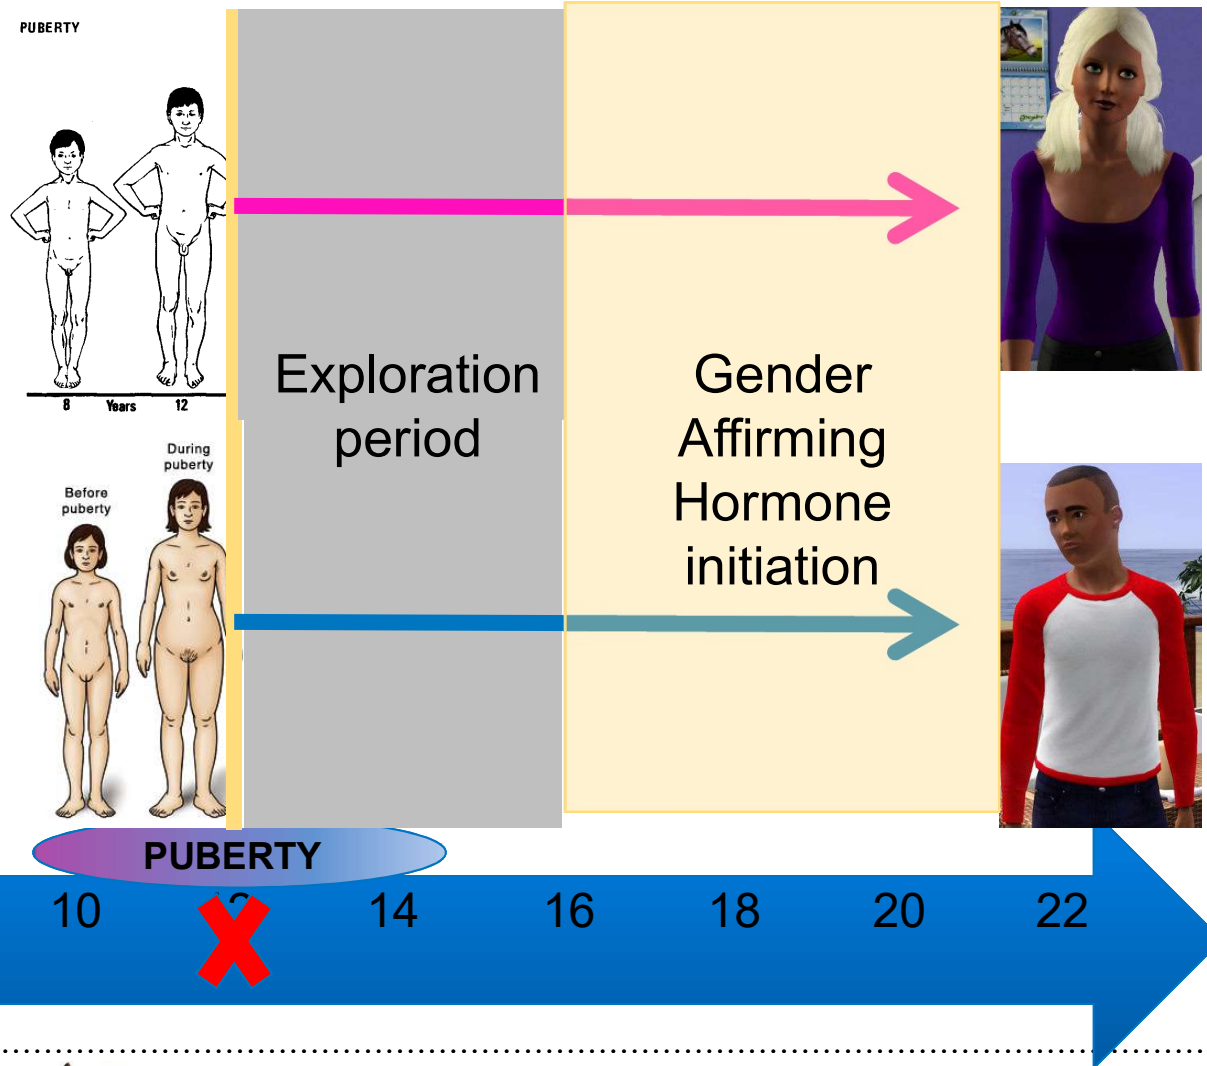 PUBERTY
8 Years 12
During
puberty
Before
puberty
Exploration
period
Gender
Affirming
Hormone
initiation
PUBERTY
10 14 16 18 20 22